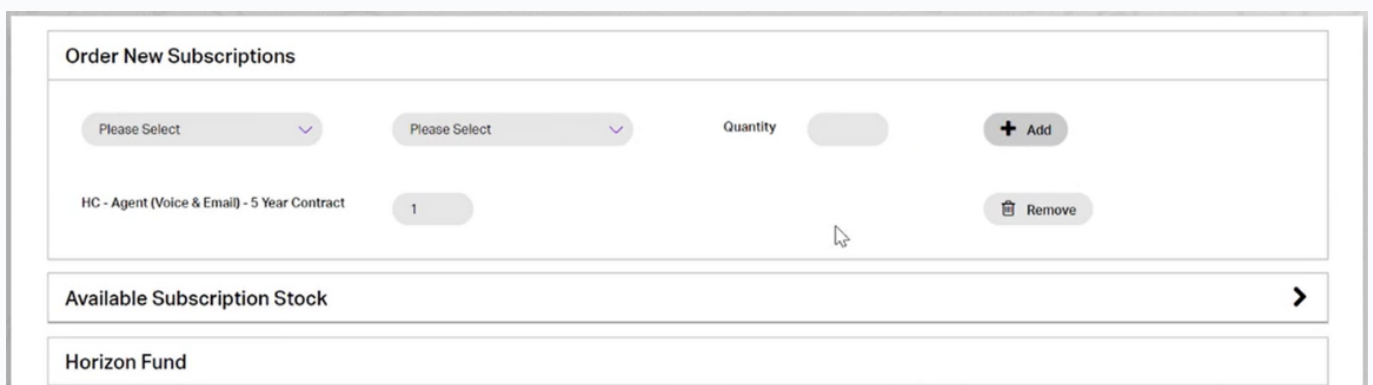 Order New Subscriptions
Please Select
Please Select
Quantity
Add
HC - Agent (Voice & Email) - 5 Year Contract
1
Remove
Available Subscription Stock
Horizon Fund